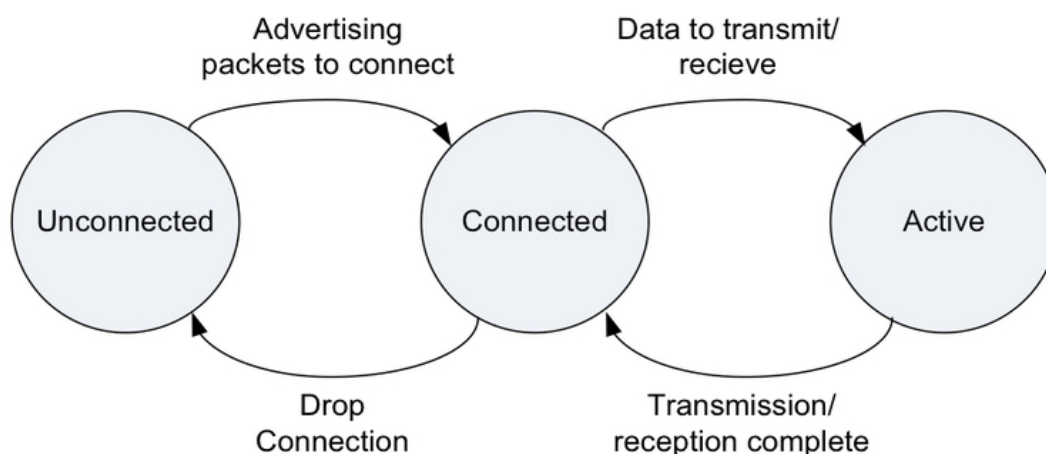 Advertising
packets to connect
Data to transmit/
recieve
Unconnected
Connected
Active
Drop
Connection
Transmission/
reception complete